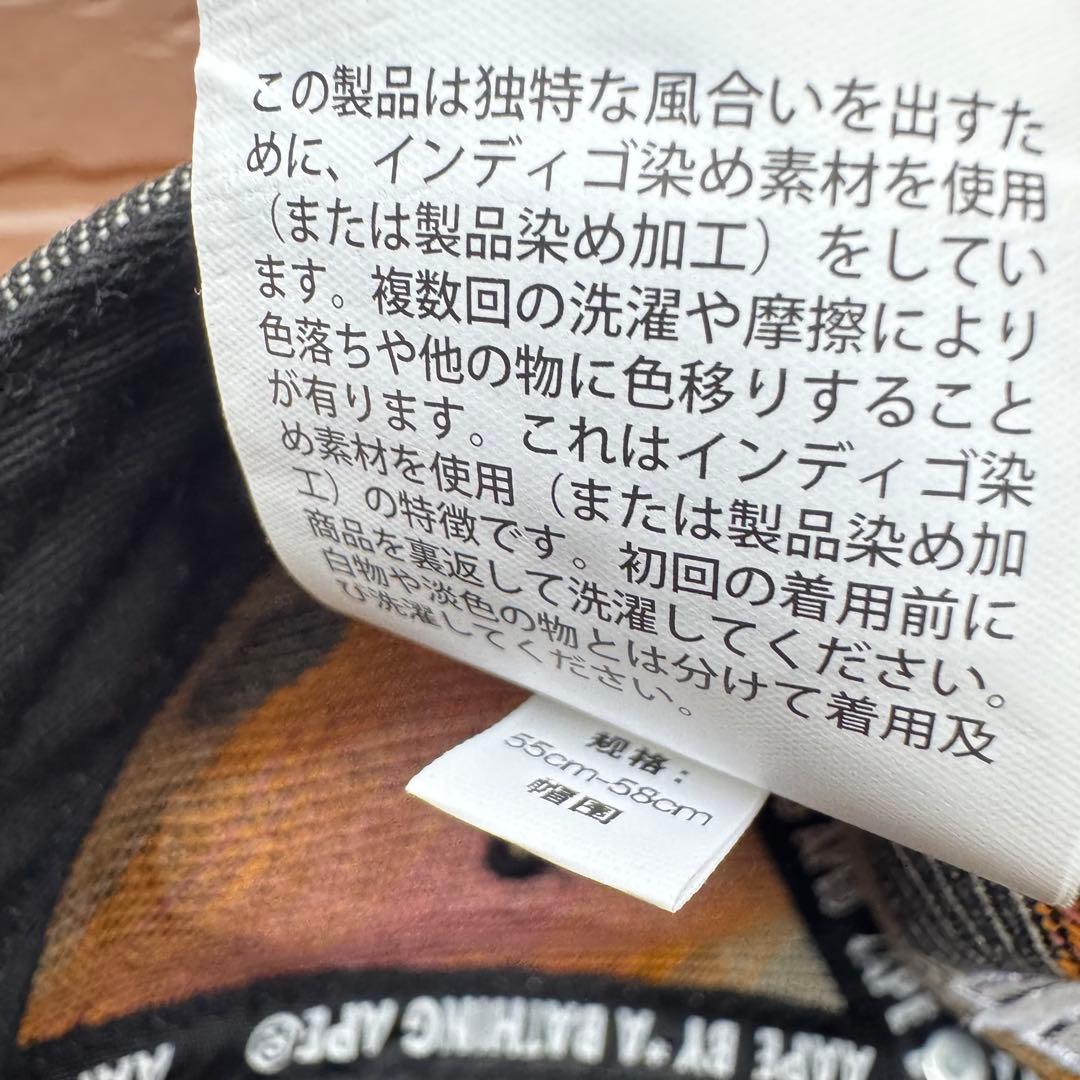 この製品は独特な風合いを出すた
めに、インディゴ染め素材を使用
（または製品染め加工）をしてい
ます。複数回の洗濯や摩擦により
色落ちや他の物に色移りすること
が有ります。これはインディゴ染
め素材を使用（または製品染め加
工）の特徴です。初回の着用前に
商品を裏返して洗濯してください。
白物や淡色の物とは分けて着用及
び洗濯してください。
规格：
55cm-58cm
帽围
AAPE BY *A BATHING APE®